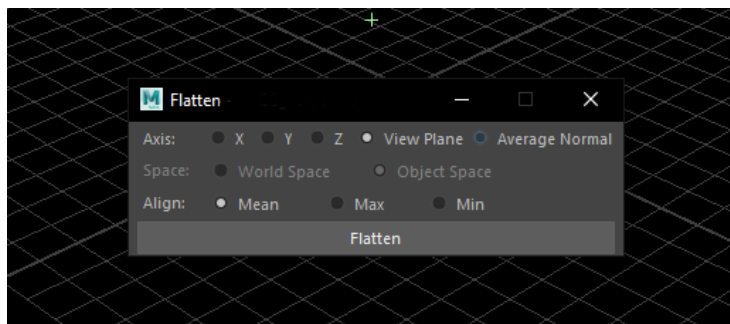 Flatten -
Axis: X Y Z View Plane Average Normal
Space: World Space Object Space
Align: Mean Max Min
Flatten